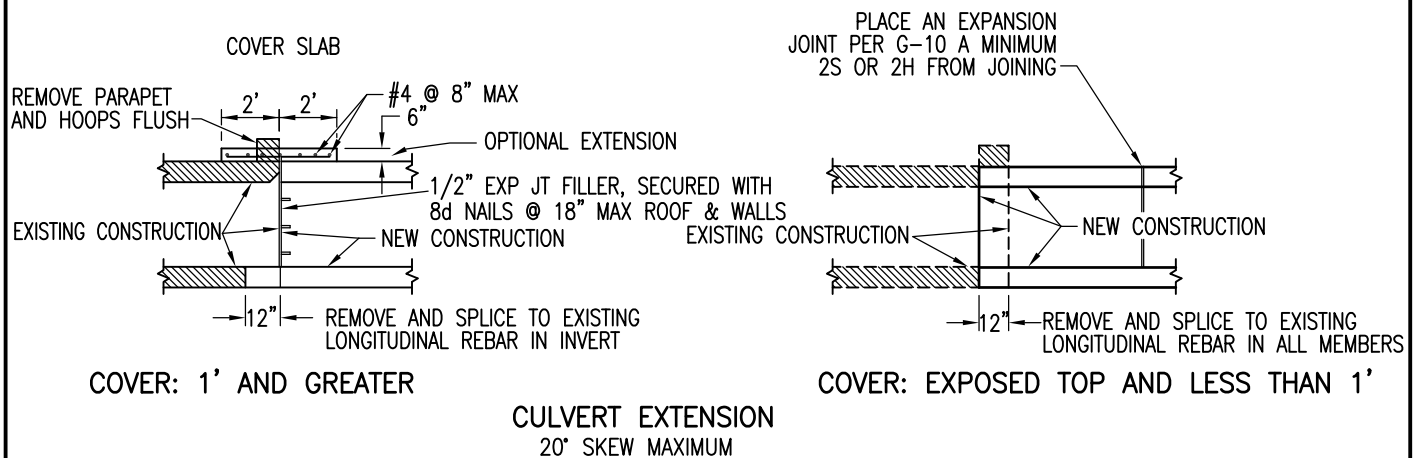 COVER SLAB
REMOVE PARAPET
AND HOOPS FLUSH
2'
2'
#4 @ 8" MAX
6"
OPTIONAL EXTENSION
1/2" EXP JT FILLER, SECURED WITH
8d NAILS @ 18" MAX ROOF & WALLS
EXISTING CONSTRUCTION
NEW CONSTRUCTION
12"
REMOVE AND SPLICE TO EXISTING
LONGITUDINAL REBAR IN INVERT
COVER: 1' AND GREATER
PLACE AN EXPANSION
JOINT PER G-10 A MINIMUM
2S OR 2H FROM JOINING
EXISTING CONSTRUCTION
NEW CONSTRUCTION
12"
REMOVE AND SPLICE TO EXISTING
LONGITUDINAL REBAR IN ALL MEMBERS
COVER: EXPOSED TOP AND LESS THAN 1'
CULVERT EXTENSION
20° SKEW MAXIMUM